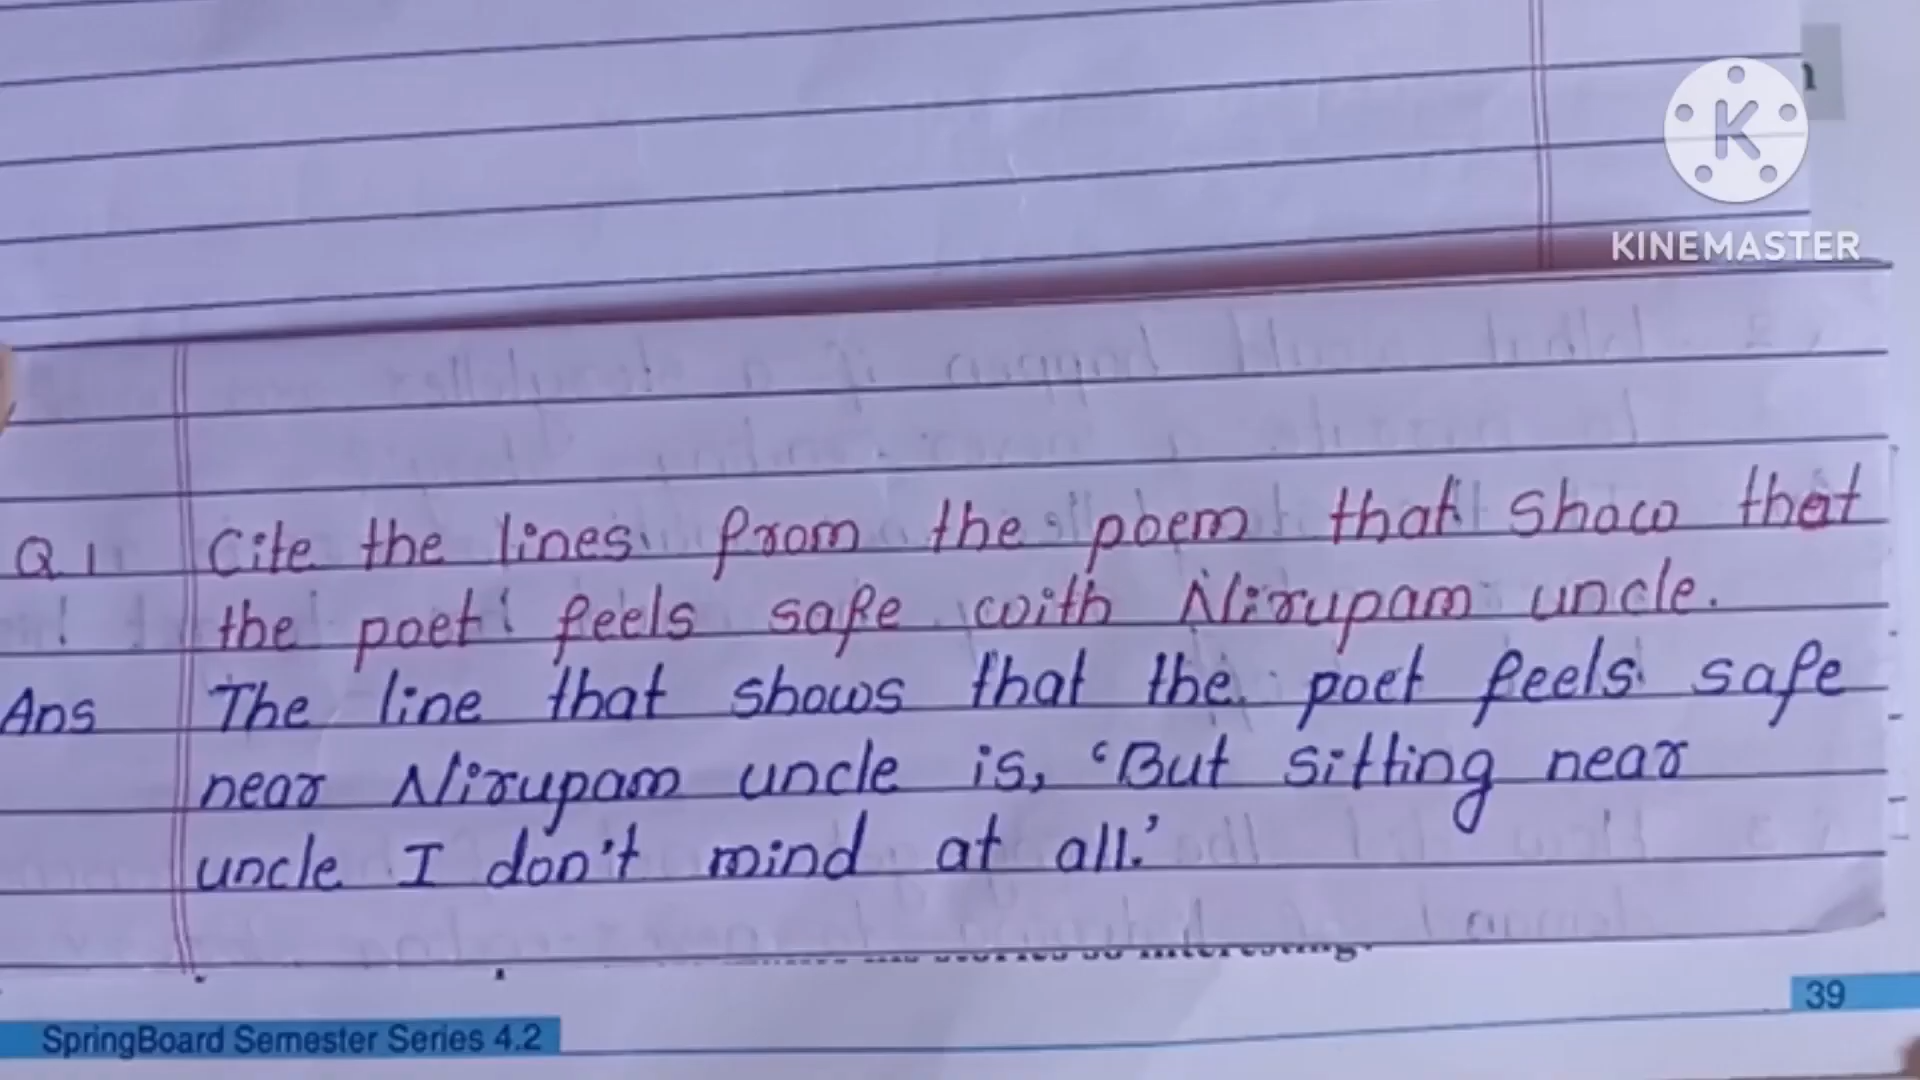 KINEMASTER
Q 1 Cite the lines from the poem that show that
the poet feels safe with Nirupam uncle.
Ans The line that shows that the poet feels safe
near Nirupam uncle is, 'But sitting near
uncle I don't mind at all.'
39
SpringBoard Semester Series 4.2